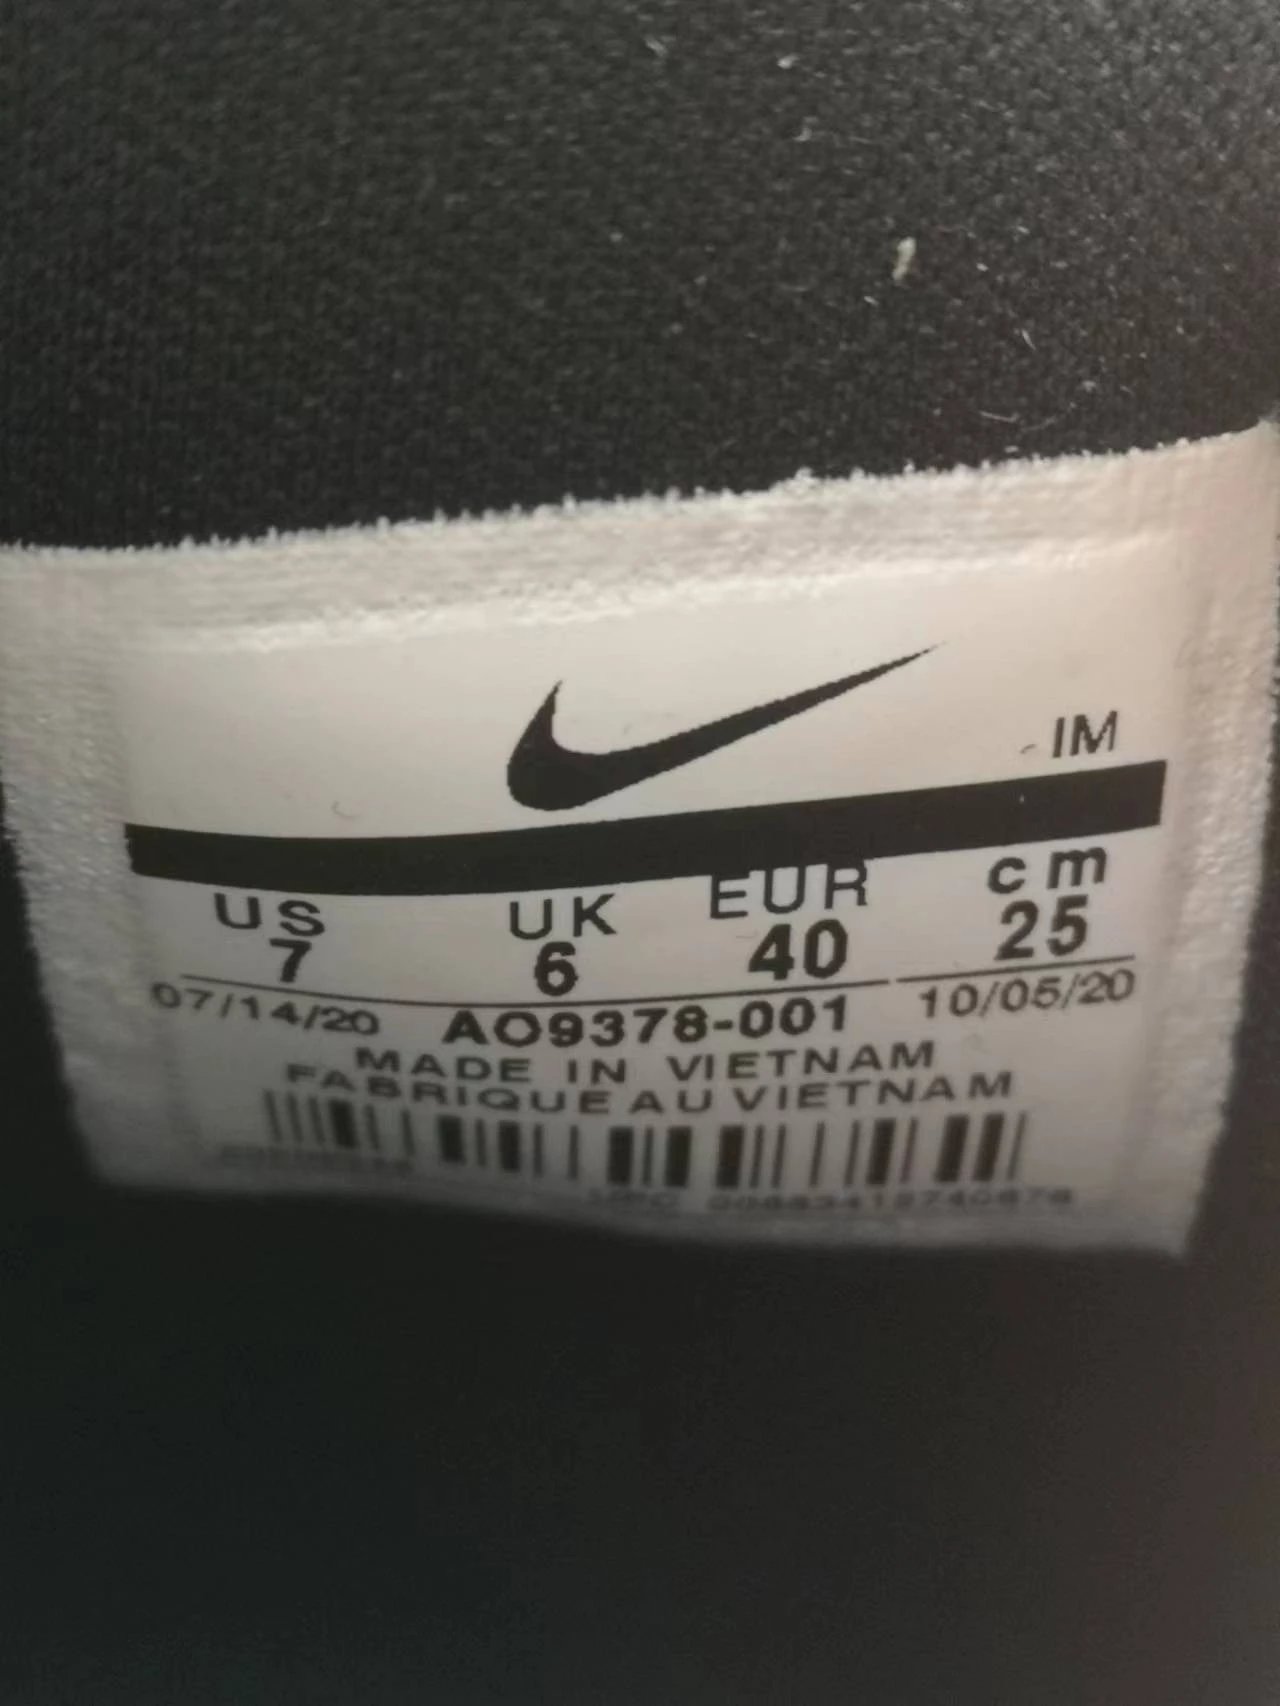 IM
US UK EUR cm
7 6 40 25
07/14/20 AO9378-001 10/05/20
MADE IN VIETNAM
FABRIQUE AU VIETNAM
UPC